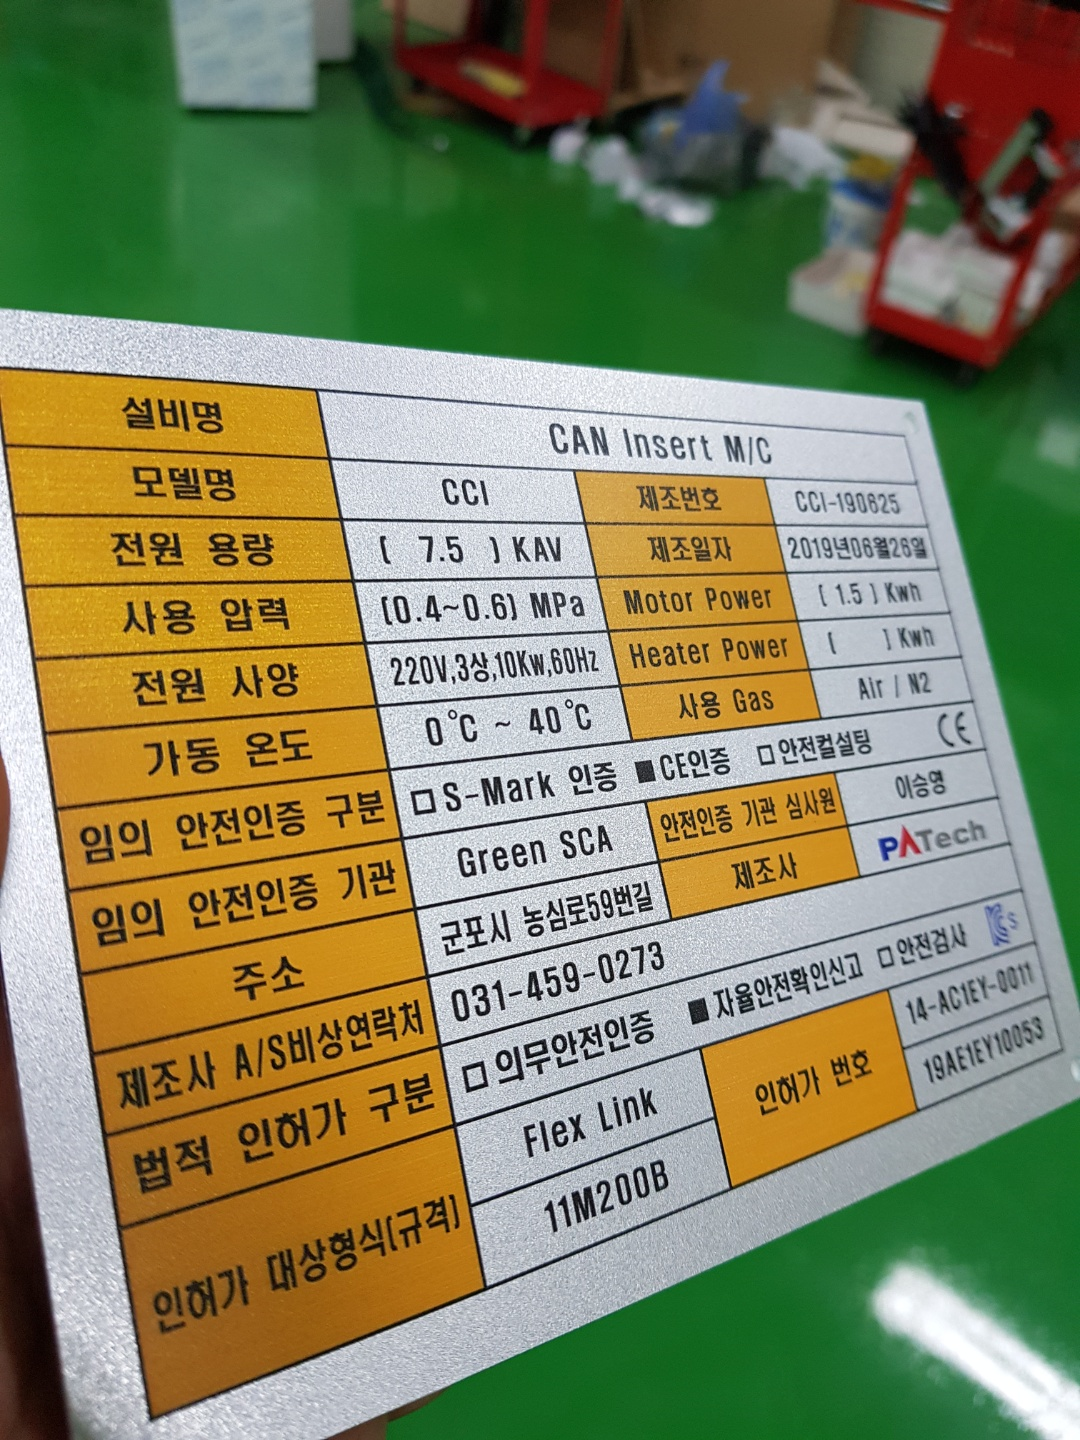 설비명 CAN Insert M/C
모델명 CCI 제조번호 CCI-190625
전원 용량 ( 7.5 ) KAV 제조일자 2019년06월26일
사용 압력 (0.4~0.6) MPa Motor Power ( 1.5 ) Kwh
전원 사양 220V,3상,10Kw,60Hz Heater Power ( ) Kwh
가동 온도 0℃ ~ 40℃ 사용 Gas Air / N2
임의 안전인증 구분 □ S-Mark 인증 ■ CE인증 □ 안전컬설팅 CE
임의 안전인증 기관 Green SCA 안전인증 기관 심사원 이승영
주소 군포시 농심로59번길 제조사 PATech
제조사 A/S비상연락처 031-459-0273
법적 인허가 구분 □ 의무안전인증 ■ 자율안전확인신고 □ 안전검사 KCs
인허가 대상형식(규격) Flex Link 인허가 번호 14-AC1EY-0011
11M200B 19AE1EY10053